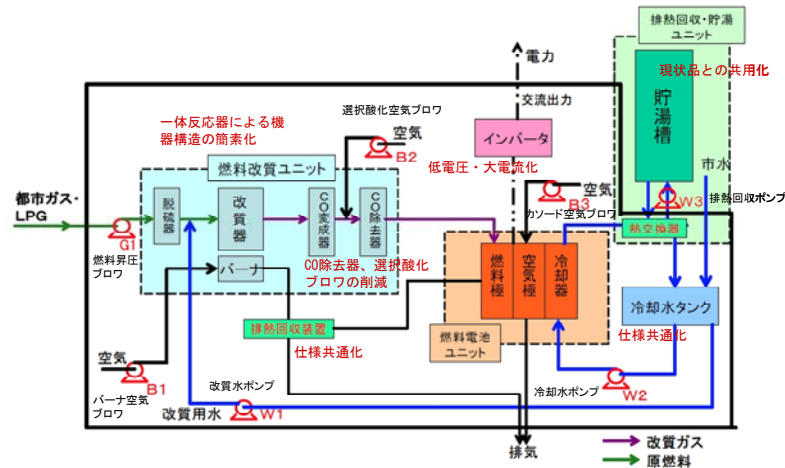 排熱回収・貯湯
ユニット
電力
現状品との共用化
交流出力
貯湯槽
選択酸化空気ブロワ
一体反応器による機
器構造の簡素化
空気
B2
インバータ
低電圧・大電流化
市水
燃料改質ユニット
空気
B3
W3
排熱回収ポンプ
都市ガス・
LPG
脱硫器
改質器
CO変成器
CO除去器
カソード空気ブロワ
熱交換器
G1
燃料昇圧
ブロワ
バーナ
CO除去器、選択酸化
ブロワの削減
燃料極
空気極
冷却器
冷却水タンク
排熱回収装置
仕様共通化
燃料電池
ユニット
仕様共通化
空気
B1
バーナ空気
ブロワ
改質水ポンプ
改質用水
W1
冷却水ポンプ
W2
排気
改質ガス
原燃料